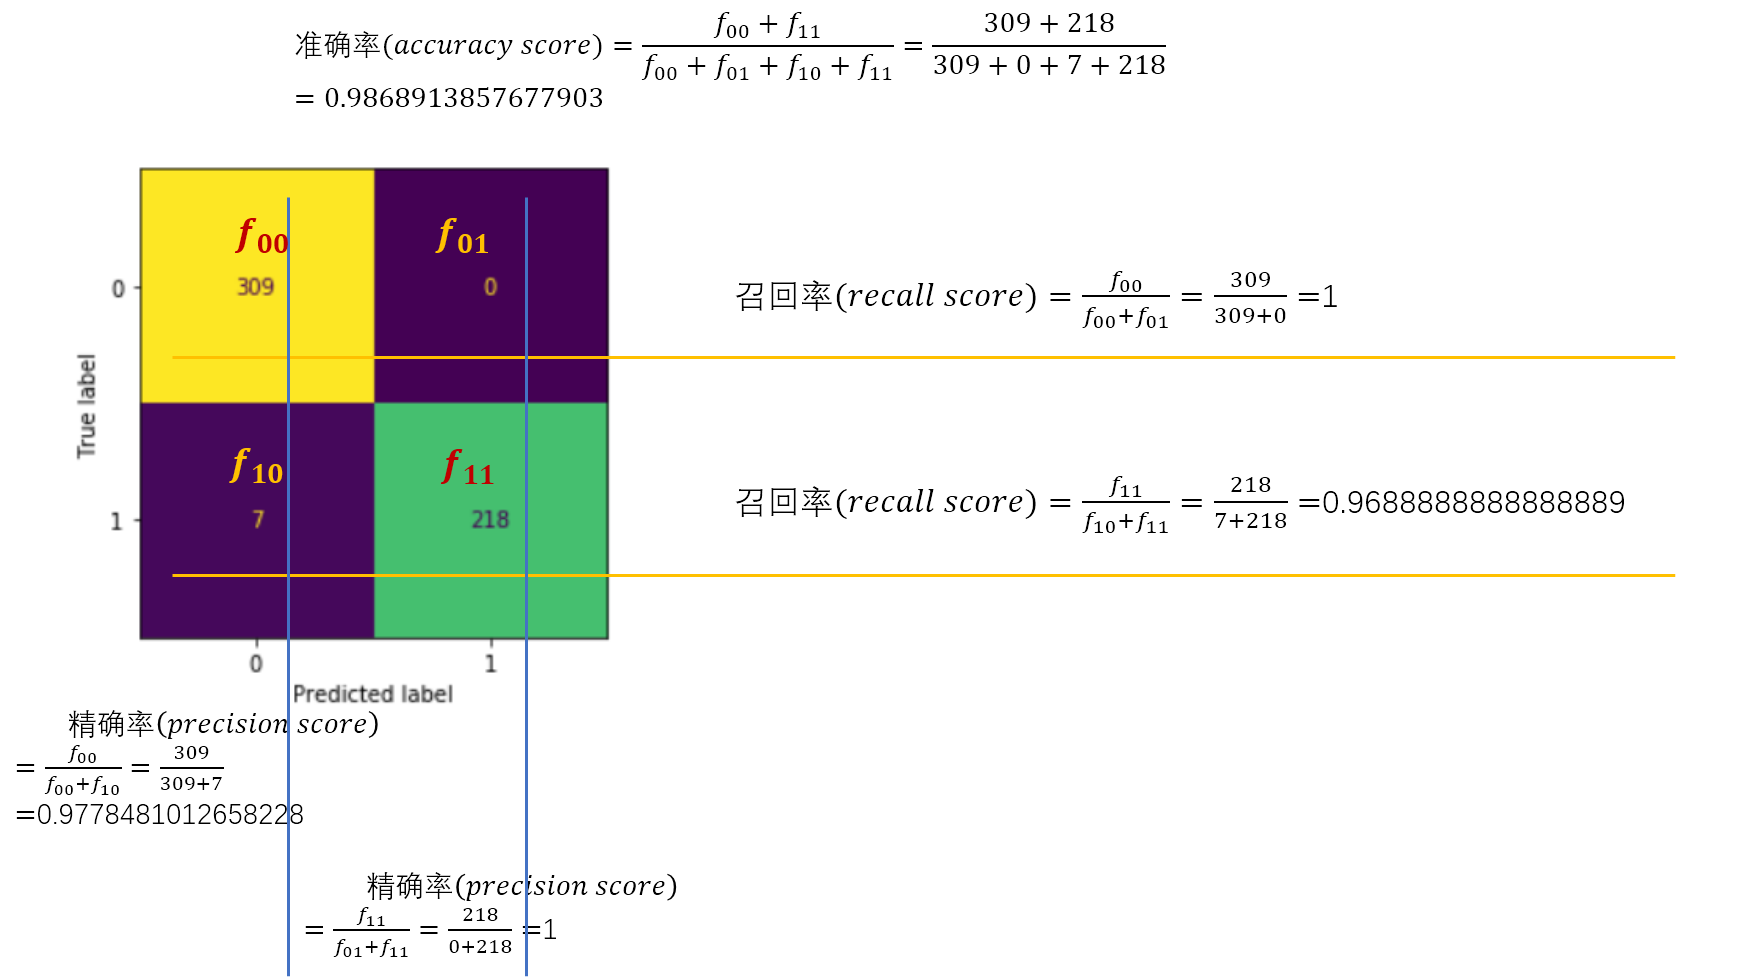 准确率(accuracy score) = \frac{f_{00} + f_{11}}{f_{00} + f_{01} + f_{10} + f_{11}} = \frac{309 + 218}{309 + 0 + 7 + 218}
= 0.9868913857677903
f_{00} f_{01}
309 0
0
召回率(recall score) = \frac{f_{00}}{f_{00}+f_{01}} = \frac{309}{309+0} =1
True label
f_{10} f_{11}
7 218
1
召回率(recall score) = \frac{f_{11}}{f_{10}+f_{11}} = \frac{218}{7+218} =0.9688888888888889
0 1
Predicted label
精确率(precision score)
= \frac{f_{00}}{f_{00}+f_{10}} = \frac{309}{309+7}
=0.9778481012658228
精确率(precision score)
= \frac{f_{11}}{f_{01}+f_{11}} = \frac{218}{0+218} =1